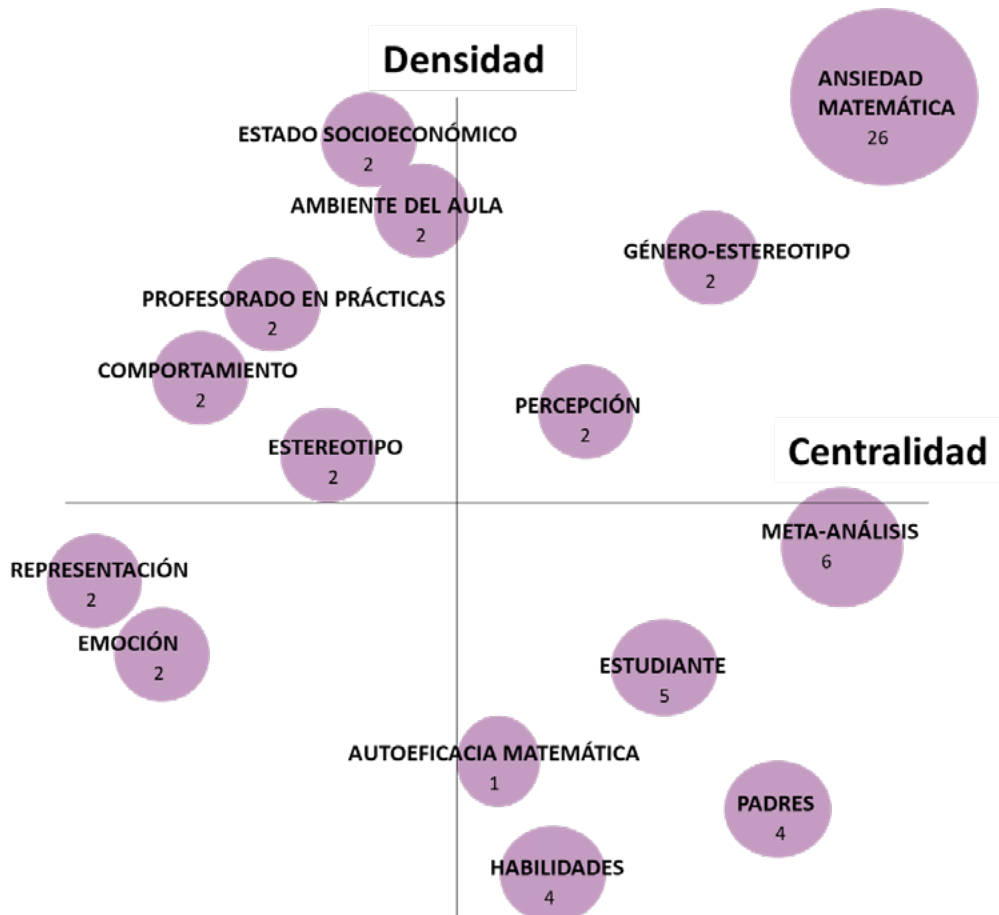 Densidad
ANSIEDAD
MATEMÁTICA
26
ESTADO SOCIOECONÓMICO
2
AMBIENTE DEL AULA
2
GÉNERO-ESTEREOTIPO
2
PROFESORADO EN PRÁCTICAS
2
COMPORTAMIENTO
2
PERCEPCIÓN
2
ESTEREOTIPO
2
Centralidad
META-ANÁLISIS
6
REPRESENTACIÓN
2
EMOCIÓN
2
ESTUDIANTE
5
AUTOEFICACIA MATEMÁTICA
1
PADRES
4
HABILIDADES
4